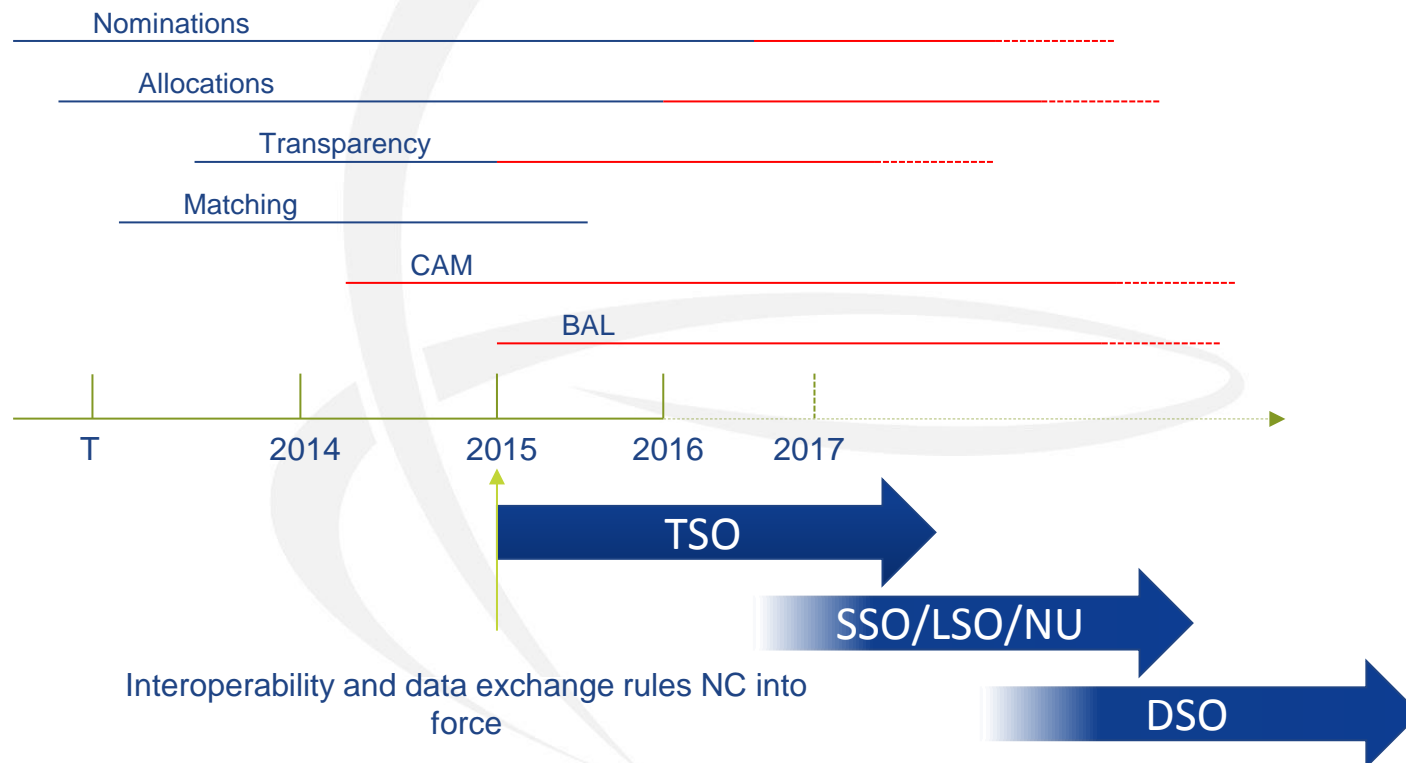 Nominations
Allocations
Transparency
Matching
CAM
BAL
T 2014 2015 2016 2017
TSO
SSO/LSO/NU
Interoperability and data exchange rules NC into
force
DSO